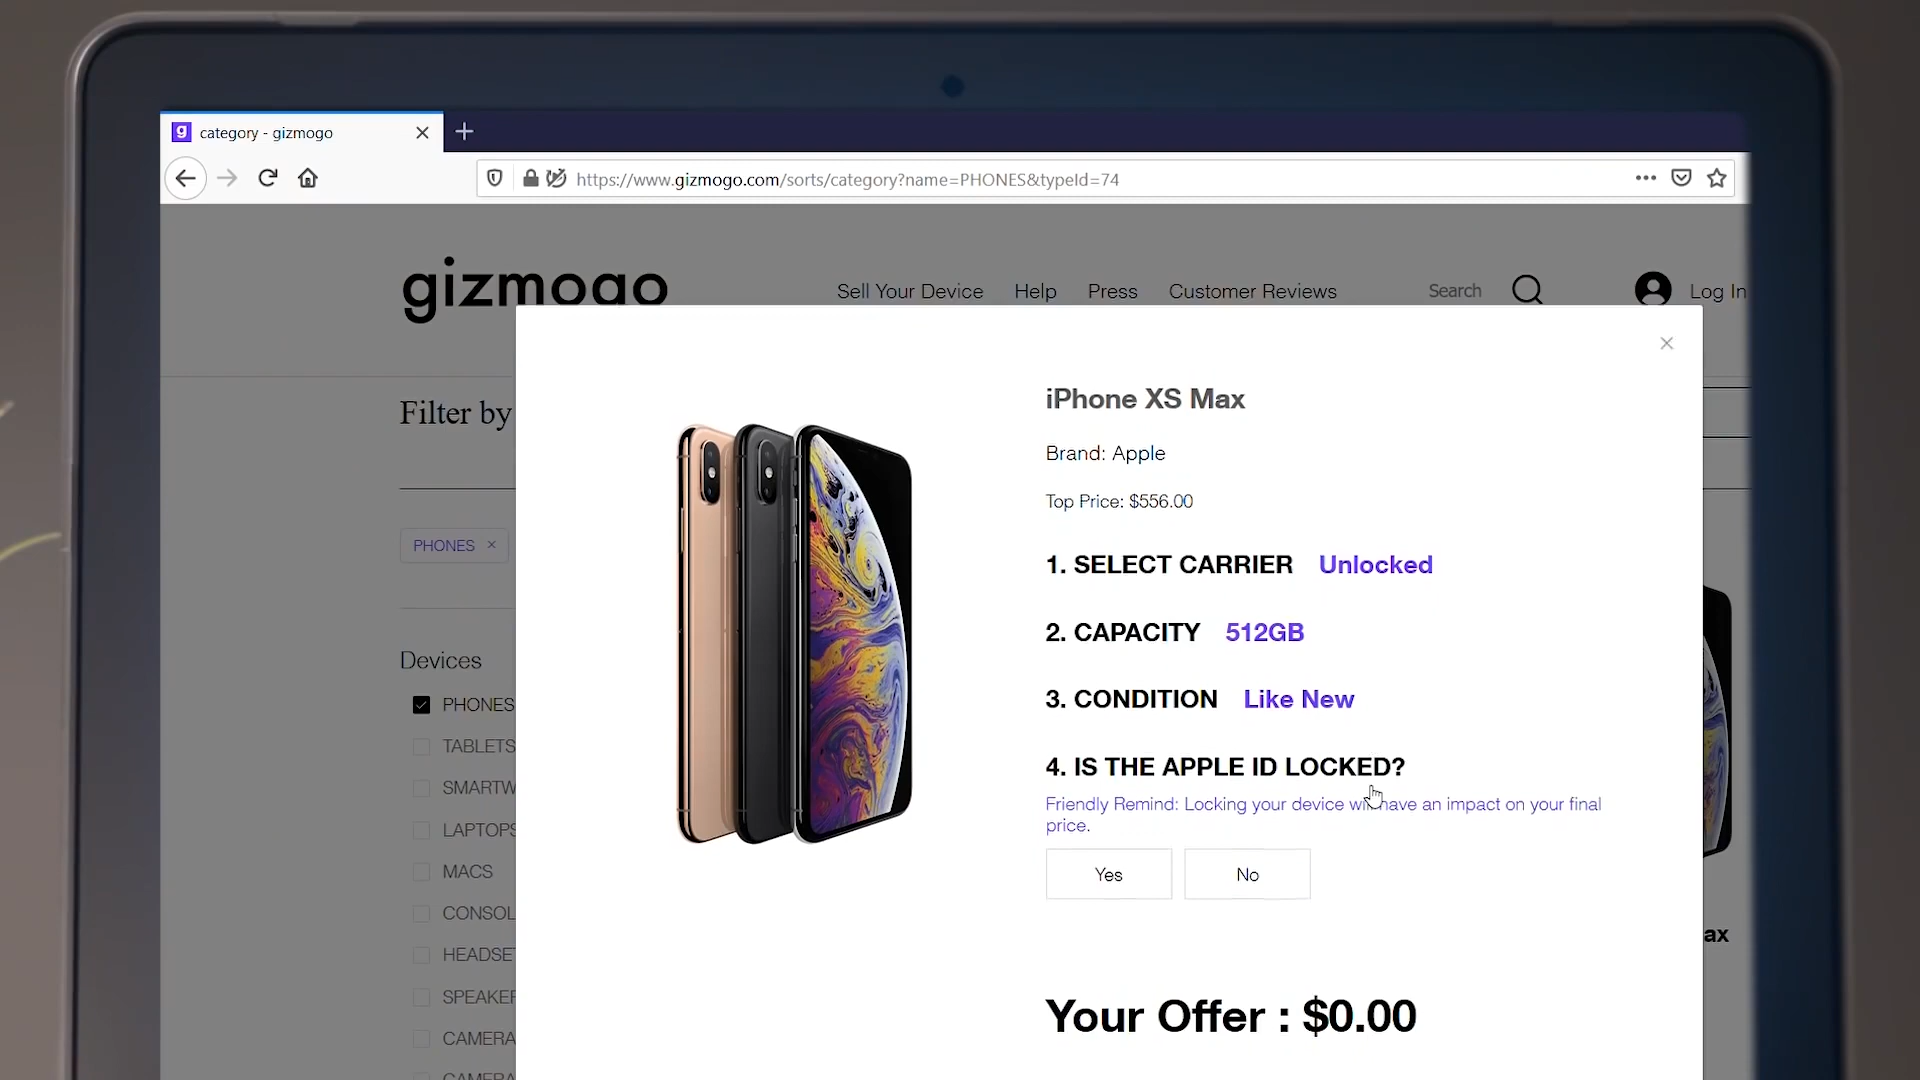 g category - gizmogo
https://www.gizmogo.com/sorts/category?name=PHONES&typeId=74
gizmogo
Sell Your Device Help Press Customer Reviews Search Log In
Filter by
PHONES ×
Devices
PHONES
TABLETS
SMARTW
LAPTOPS
MACS
CONSOL
HEADSET
SPEAKER
CAMERA
CAMERA
iPhone XS Max
Brand: Apple
Top Price: $556.00
1. SELECT CARRIER Unlocked
2. CAPACITY 512GB
3. CONDITION Like New
4. IS THE APPLE ID LOCKED?
Friendly Remind: Locking your device will have an impact on your final
price.
Yes No
Your Offer : $0.00
ax